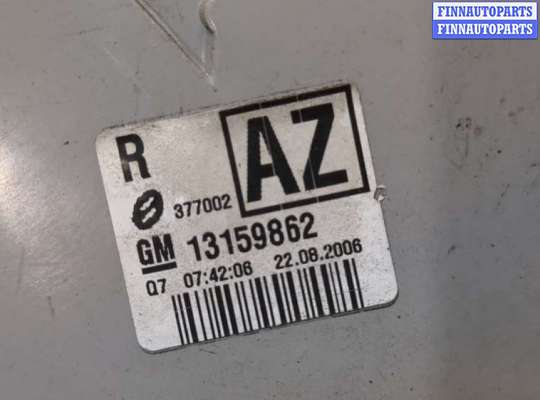 FINNAUTOPARTS
FINNAUTOPARTS
R
AZ
377002
GM 13159862
Q7 07:42:06 22.08.2006